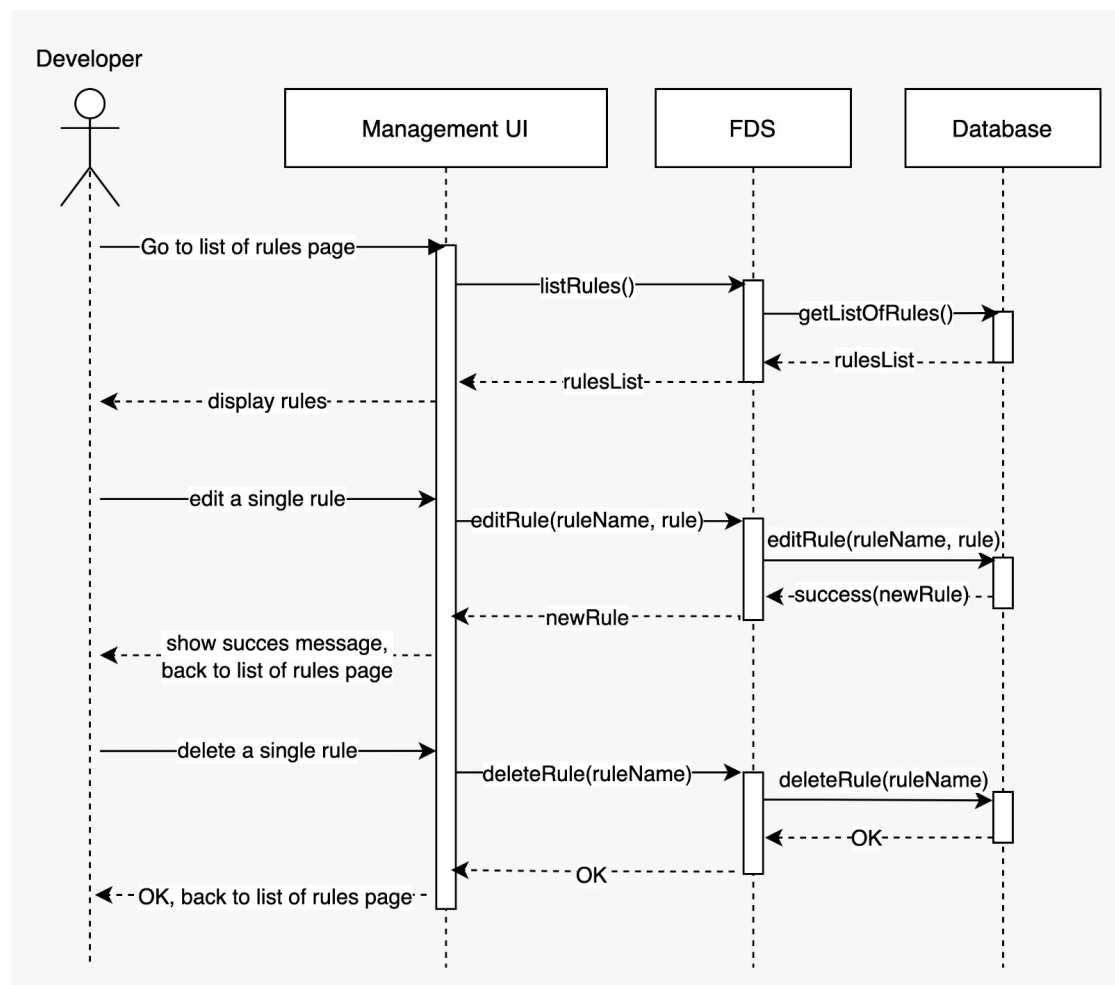 Developer
Management UI
FDS
Database
Go to list of rules page
listRules()
getListOfRules()
rulesList
rulesList
display rules
edit a single rule
editRule(ruleName, rule)
editRule(ruleName, rule)
success(newRule)
newRule
show succes message,
back to list of rules page
delete a single rule
deleteRule(ruleName)
deleteRule(ruleName)
OK
OK
OK, back to list of rules page